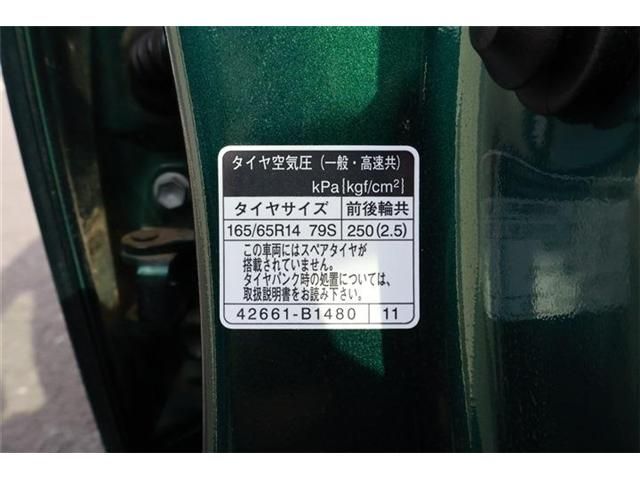 タイヤ空気圧 (一般・高速共)
kPa{kgf/cm²}
タイヤサイズ 前後輪共
165/65R14 79S 250(2.5)
この車両にはスペアタイヤが
搭載されていません。
タイヤパンク時の処置については、
取扱説明書をお読み下さい。
42661-B1480 11